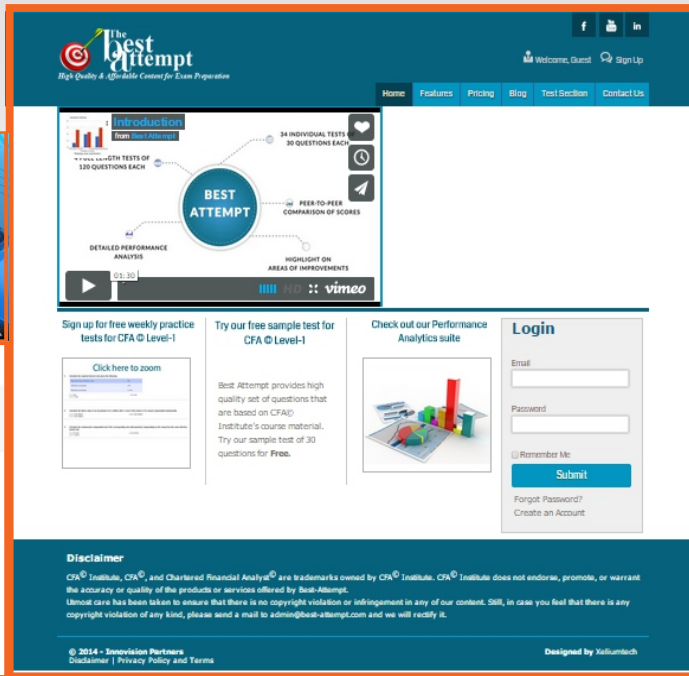 The
Best
Attempt
High Quality & Affordable Content for Exam Preparation
Welcome, Guest Sign Up
Home Features Pricing Blog Test Section Contact Us
Introduction
from Best Attempt
34 INDIVIDUAL TESTS OF
30 QUESTIONS EACH
LENGTH TESTS OF
120 QUESTIONS EACH
BEST
ATTEMPT
PEER-TO-PEER
COMPARISON OF SCORES
DETAILED PERFORMANCE
ANALYSIS
HIGHLIGHT ON
AREAS OF IMPROVEMENTS
01:30
HD vimeo
Sign up for free weekly practice
tests for CFA © Level-1
Click here to zoom
Try our free sample test for
CFA © Level-1
Best Attempt provides high
quality set of questions that
are based on CFA©
Institute's course material.
Try our sample test of 30
questions for Free.
Check out our Performance
Analytics suite
Login
Email
Password
Remember Me
Submit
Forgot Password?
Create an Account
Disclaimer
CFA© Institute, CFA©, and Chartered Financial Analyst© are trademarks owned by CFA© Institute. CFA© Institute does not endorse, promote, or warrant
the accuracy or quality of the products or services offered by Best-Attempt.
Utmost care has been taken to ensure that there is no copyright violation or infringement in any of our content. Still, in case you feel that there is any
copyright violation of any kind, please send a mail to admin@best-attempt.com and we will rectify it.
© 2014 - Innovision Partners
Disclaimer | Privacy Policy and Terms
Designed by Xeliumtech